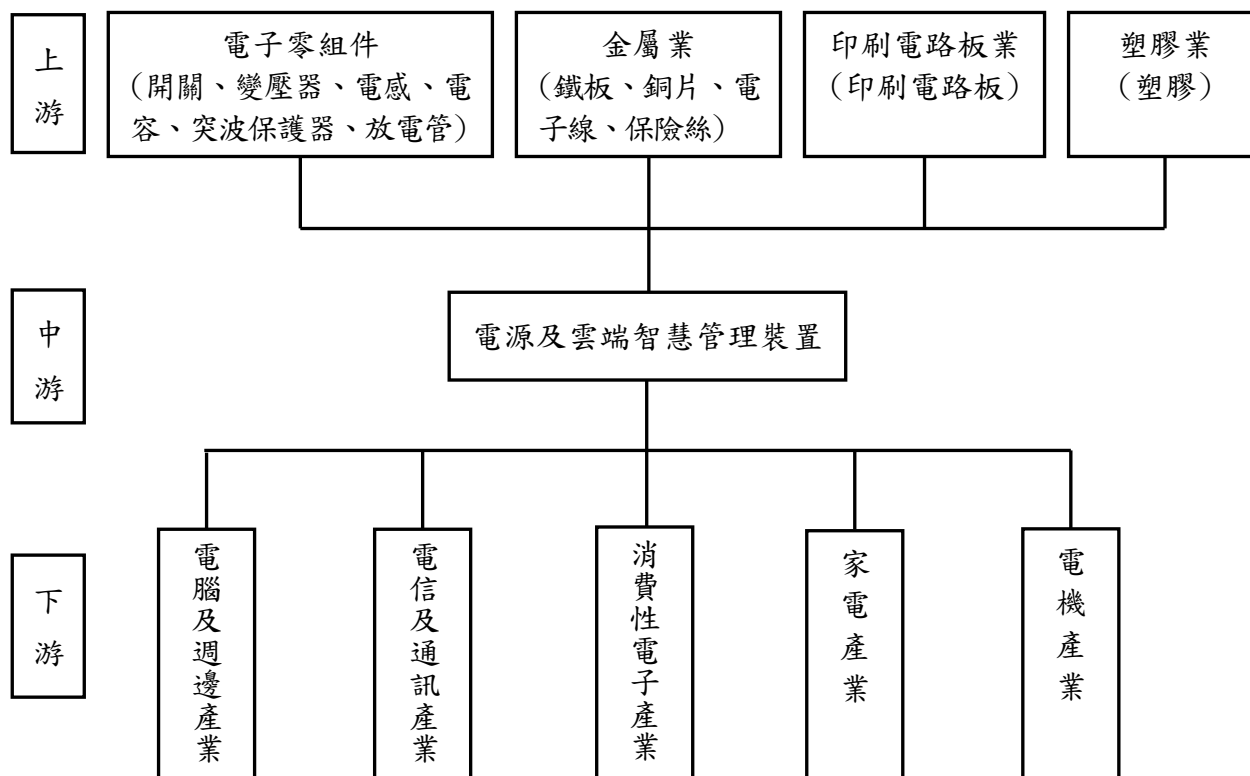 上游
電子零組件
(開關、變壓器、電感、電
容、突波保護器、放電管)
金屬業
(鐵板、銅片、電
子線、保險絲)
印刷電路板業
(印刷電路板)
塑膠業
(塑膠)
中游
電源及雲端智慧管理裝置
下游
電腦及週邊產業
電信及通訊產業
消費性電子產業
家電產業
電機產業